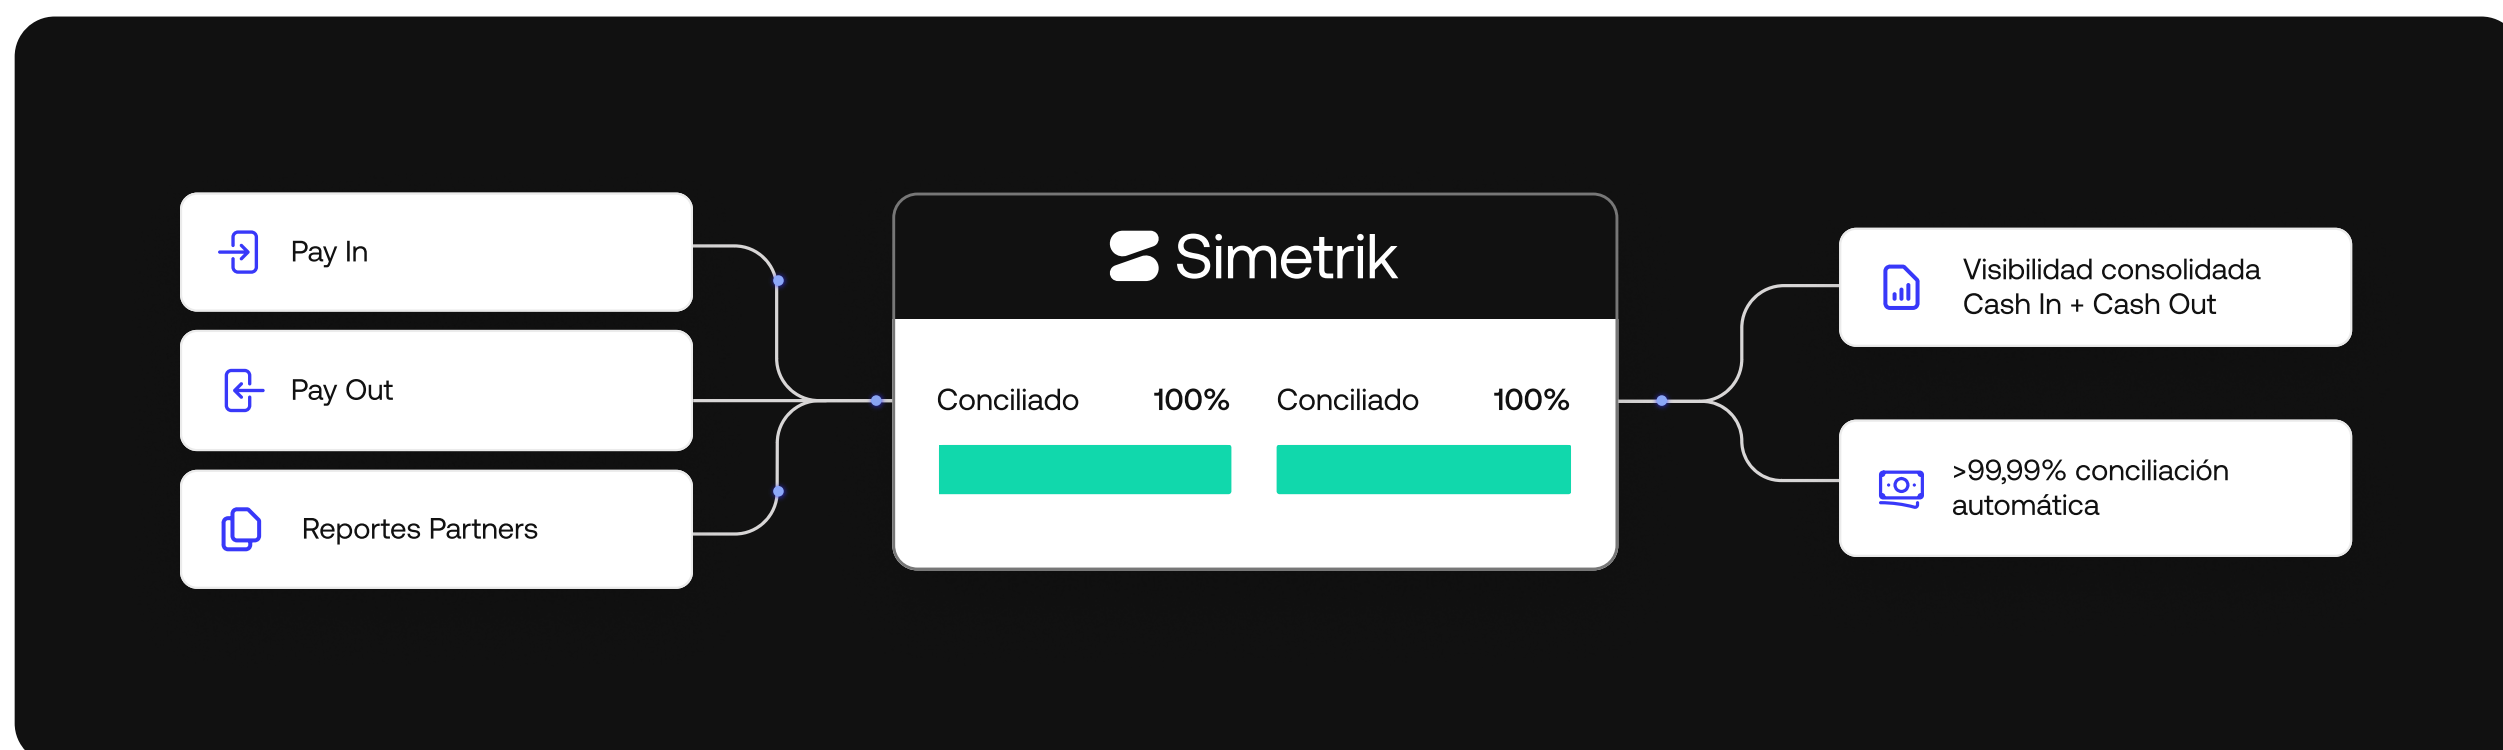 Pay In
Pay Out
Reportes Partners
Simetrik
Conciliado 100% Conciliado 100%
Visibilidad consolidada
Cash In + Cash Out
>99,99% conciliación
automática